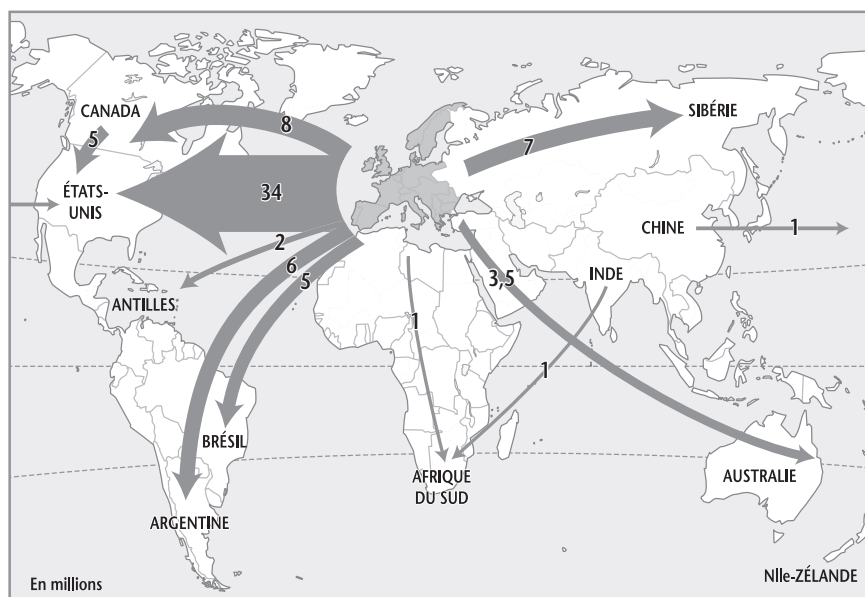 CANADA
5
8
SIBÉRIE
7
ÉTATS-
UNIS
34
CHINE
1
2
6
5
3,5
INDE
ANTILLES
1
1
BRÉSIL
AFRIQUE
DU SUD
AUSTRALIE
ARGENTINE
En millions
Nlle-ZÉLANDE